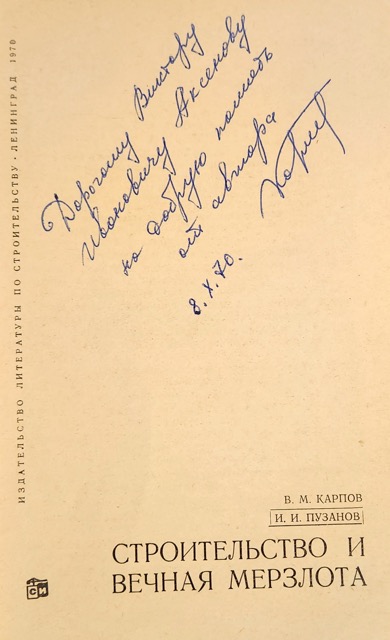 Дорогому Виктору
Ивановичу Аксенову
на добрую память
от автора
8.X.70.
ИЗДАТЕЛЬСТВО ЛИТЕРАТУРЫ ПО СТРОИТЕЛЬСТВУ · ЛЕНИНГРАД 1970
В. М. КАРПОВ
И. И. ПУЗАНОВ
СТРОИТЕЛЬСТВО И
ВЕЧНАЯ МЕРЗЛОТА
СИ